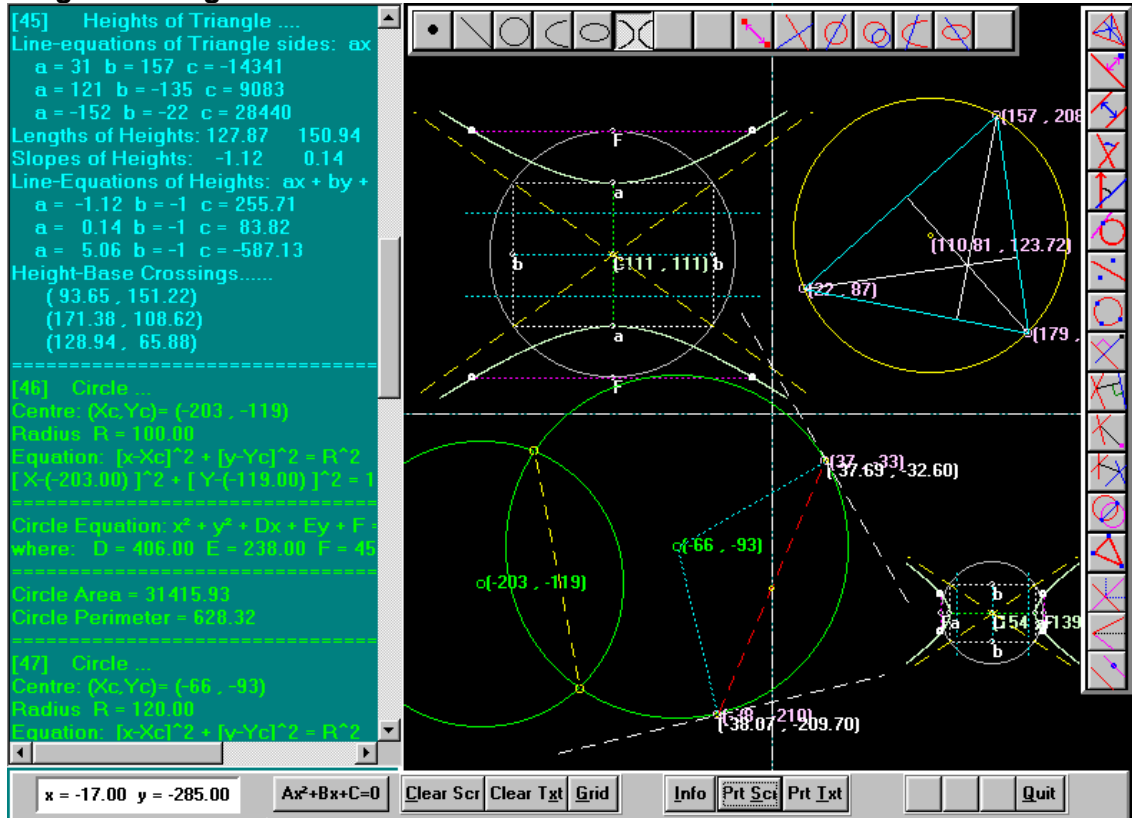 [45] Heights of Triangle ....
Line-equations of Triangle sides: ax
a = 31 b = 157 c = -14341
a = 121 b = -135 c = 9083
a = -152 b = -22 c = 28440
Lengths of Heights: 127.87 150.94
Slopes of Heights: -1.12 0.14
Line-Equations of Heights: ax + by +
a = -1.12 b = -1 c = 255.71
a = 0.14 b = -1 c = 83.82
a = 5.06 b = -1 c = -587.13
Height-Base Crossings......
( 93.65 , 151.22)
(171.38 , 108.62)
(128.94 , 65.88)
====================================
[46] Circle ...
Centre: (Xc,Yc)= (-203 , -119)
Radius R = 100.00
Equation: [x-Xc]^2 + [y-Yc]^2 = R^2
[ X-(-203.00) ]^2 + [ Y-(-119.00) ]^2 = 1
====================================
Circle Equation: x² + y² + Dx + Ey + F =
where: D = 406.00 E = 238.00 F = 45
====================================
Circle Area = 31415.93
Circle Perimeter = 628.32
====================================
[47] Circle ...
Centre: (Xc,Yc)= (-66 , -93)
Radius R = 120.00
Equation: [x-Xc]^2 + [y-Yc]^2 = R^2
F
a
b
C
-111 , 111)
b
a
F
(157 , 208
(110.81 , 123.72)
(22 , 87)
(179 ,
(37 , -33)
(37.69 , -32.60)
(-66 , -93)
(-203 , -119)
(-38 , -210)
(-38.07 , -209.70)
b
F
a
154 , -139
b
x = -17.00 y = -285.00
Ax²+Bx+C=0
Clear Scr
Clear Txt
Grid
Info
Prt Scr
Prt Txt
Quit